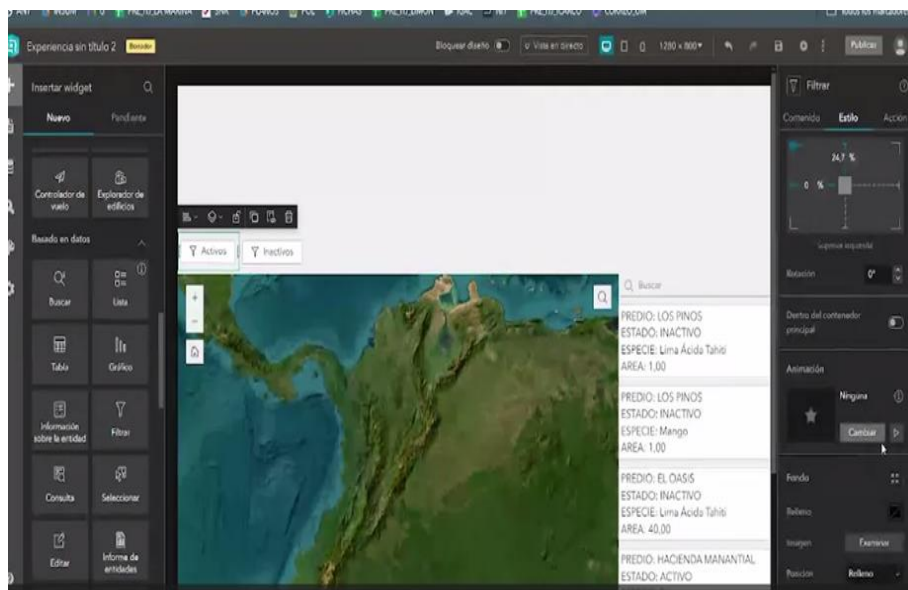 Todos los marcadores
Experiencia sin título 2
Borrador
Bloquear diseño
Vista en directo
1280 × 800
Publicar
Insertar widget
Nuevo
Pendiente
Controlador de vuelo
Explorador de edificios
Basado en datos
Buscar
Lista
Tabla
Gráfico
Información sobre la entidad
Filtrar
Consulta
Seleccionar
Editar
Informe de entidades
Activos
Inactivos
Buscar
PREDIO: LOS PINOS
ESTADO: INACTIVO
ESPECIE: Lima Ácida Tahití
AREA: 1,00
PREDIO: LOS PINOS
ESTADO: INACTIVO
ESPECIE: Mango
AREA: 1,00
PREDIO: EL OASIS
ESTADO: INACTIVO
ESPECIE: Lima Ácida Tahití
AREA: 40,00
PREDIO: HACIENDA MANANTIAL
ESTADO: ACTIVO
Filtrar
Contenido
Estilo
Acción
24,7 %
0 %
Superior izquierda
Rotación
0°
Dentro del contenedor principal
Animación
Ninguna
Cambiar
Fondo
Relleno
Imagen
Examinar
Posición
Relleno